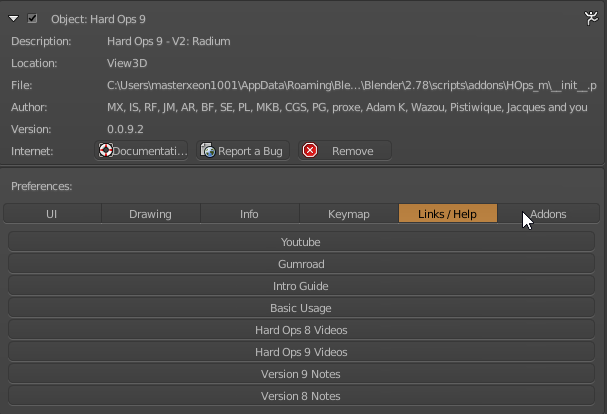 Object: Hard Ops 9
Description: Hard Ops 9 - V2: Radium
Location: View3D
File: C:\Users\masterxeon1001\AppData\Roaming\Ble...\Blender\2.78\scripts\addons\HOps_m\__init__.p
Author: MX, IS, RF, JM, AR, BF, SE, PL, MKB, CGS, PG, proxe, Adam K, Wazou, Pistiwique, Jacques and you
Version: 0.0.9.2
Internet: Documentati... Report a Bug Remove
Preferences:
UI Drawing Info Keymap Links / Help Addons
Youtube
Gumroad
Intro Guide
Basic Usage
Hard Ops 8 Videos
Hard Ops 9 Videos
Version 9 Notes
Version 8 Notes